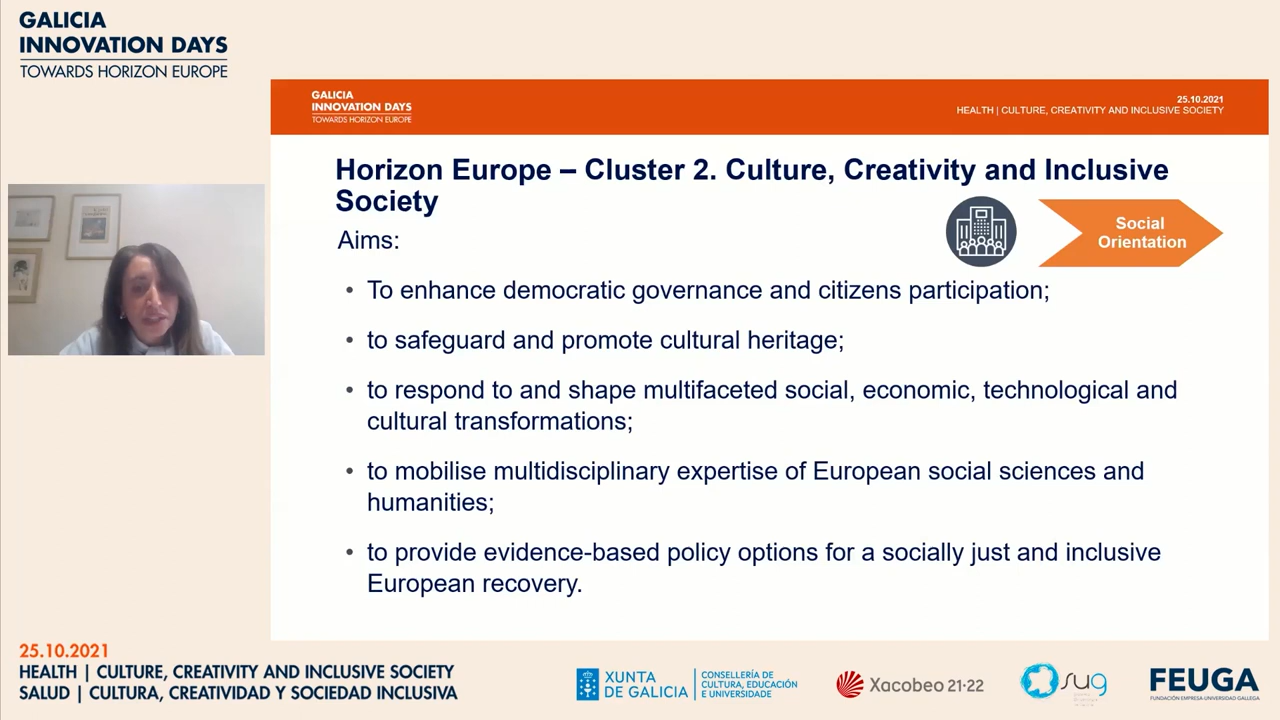 GALICIA
INNOVATION DAYS
TOWARDS HORIZON EUROPE
GALICIA
INNOVATION DAYS
TOWARDS HORIZON EUROPE
25.10.2021
HEALTH | CULTURE, CREATIVITY AND INCLUSIVE SOCIETY
Horizon Europe – Cluster 2. Culture, Creativity and Inclusive
Society
Social
Orientation
Aims:
• To enhance democratic governance and citizens participation;
• to safeguard and promote cultural heritage;
• to respond to and shape multifaceted social, economic, technological and
cultural transformations;
• to mobilise multidisciplinary expertise of European social sciences and
humanities;
• to provide evidence-based policy options for a socially just and inclusive
European recovery.
25.10.2021
HEALTH | CULTURE, CREATIVITY AND INCLUSIVE SOCIETY
SALUD | CULTURA, CREATIVIDAD Y SOCIEDAD INCLUSIVA
XUNTA
DE GALICIA
CONSELLERÍA DE
CULTURA, EDUCACIÓN
E UNIVERSIDADE
Xacobeo 21·22
sug
FEUGA
FUNDACIÓN EMPRESA-UNIVERSIDAD GALLEGA